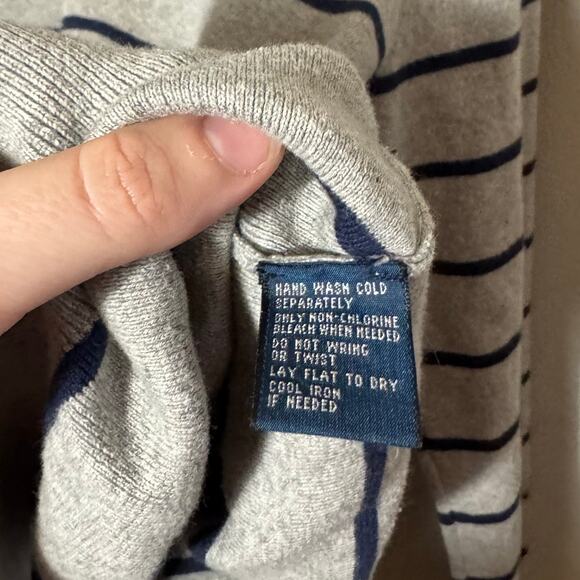 HAND WASH COLD
SEPARATELY
ONLY NON-CHLORINE
BLEACH WHEN NEEDED
DO NOT WRING
OR TWIST
LAY FLAT TO DRY
COOL IRON
IF NEEDED